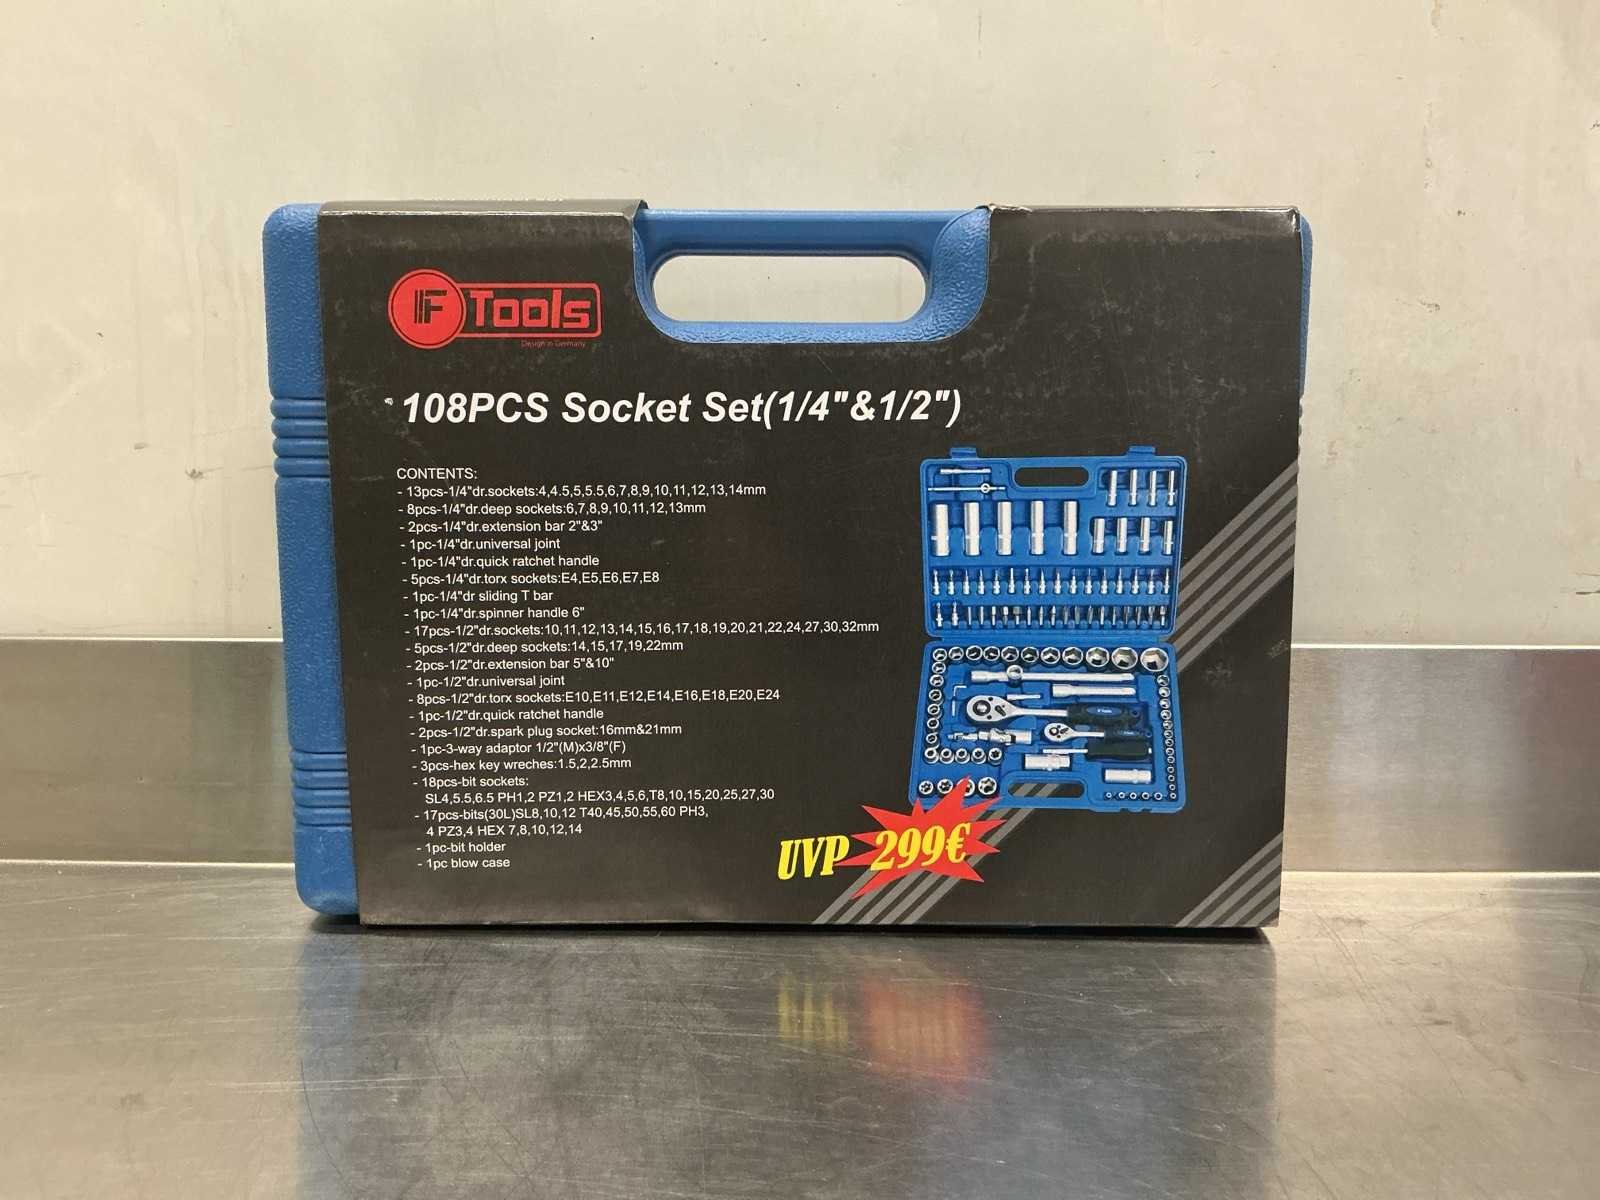 F Tools
Design in Germany
108PCS Socket Set(1/4"&1/2")
CONTENTS:
- 13pcs-1/4"dr.sockets:4,4.5,5,5.5,6,7,8,9,10,11,12,13,14mm
- 8pcs-1/4"dr.deep sockets:6,7,8,9,10,11,12,13mm
- 2pcs-1/4"dr.extension bar 2"&3"
- 1pc-1/4"dr.universal joint
- 1pc-1/4"dr.quick ratchet handle
- 5pcs-1/4"dr.torx sockets:E4,E5,E6,E7,E8
- 1pc-1/4"dr sliding T bar
- 1pc-1/4"dr.spinner handle 6"
- 17pcs-1/2"dr.sockets:10,11,12,13,14,15,16,17,18,19,20,21,22,24,27,30,32mm
- 5pcs-1/2"dr.deep sockets:14,15,17,19,22mm
- 2pcs-1/2"dr.extension bar 5"&10"
- 1pc-1/2"dr.universal joint
- 8pcs-1/2"dr.torx sockets:E10,E11,E12,E14,E16,E18,E20,E24
- 1pc-1/2"dr.quick ratchet handle
- 2pcs-1/2"dr.spark plug socket:16mm&21mm
- 1pc-3-way adaptor 1/2"(M)x3/8"(F)
- 3pcs-hex key wreches:1.5,2,2.5mm
- 18pcs-bit sockets:
SL4,5.5,6.5 PH1,2 PZ1,2 HEX3,4,5,6,T8,10,15,20,25,27,30
- 17pcs-bits(30L)SL8,10,12 T40,45,50,55,60 PH3,
4 PZ3,4 HEX 7,8,10,12,14
- 1pc-bit holder
- 1pc blow case
UVP 299€